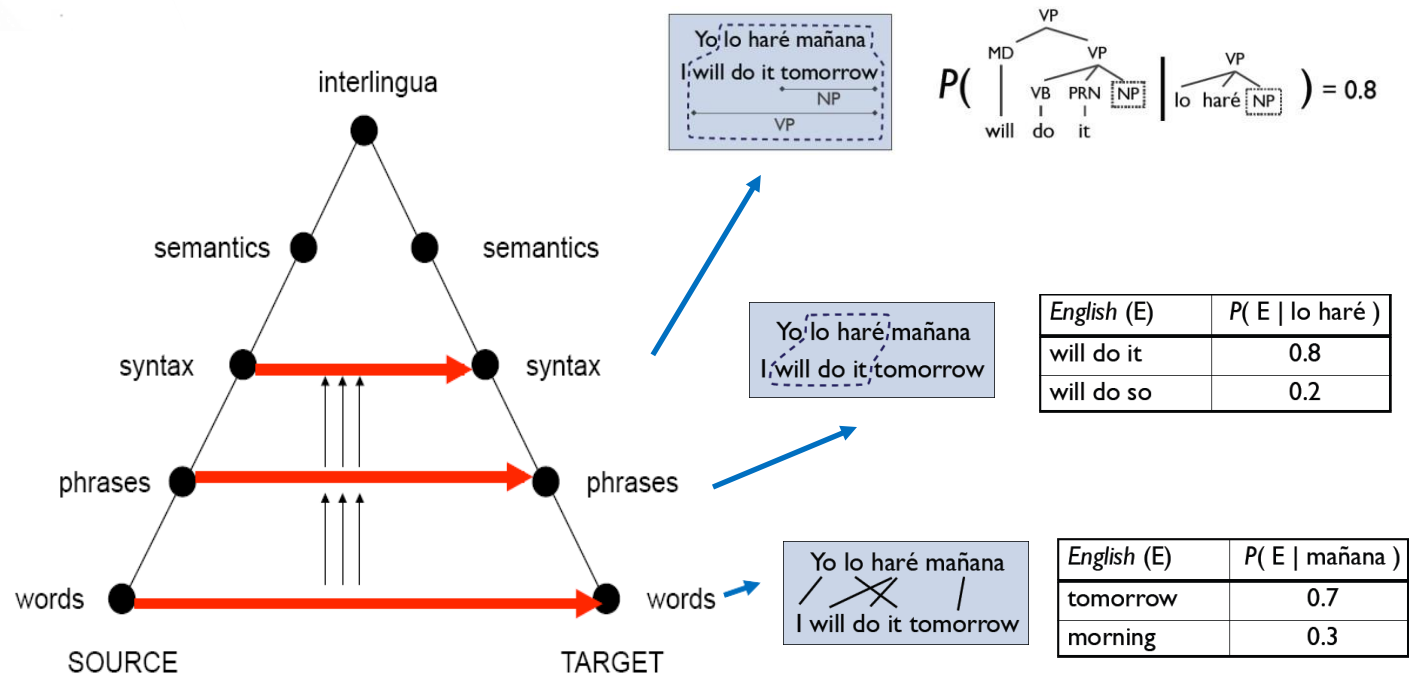 interlingua
semantics
semantics
syntax
syntax
phrases
phrases
words
words
SOURCE
TARGET
Yo lo haré mañana
I will do it tomorrow
NP
VP
VP
MD VP
P( VB PRN NP | VP lo haré NP ) = 0.8
will do it
Yo lo haré mañana
I will do it tomorrow
English (E) P( E | lo haré )
will do it 0.8
will do so 0.2
Yo lo haré mañana
I will do it tomorrow
English (E) P( E | mañana )
tomorrow 0.7
morning 0.3